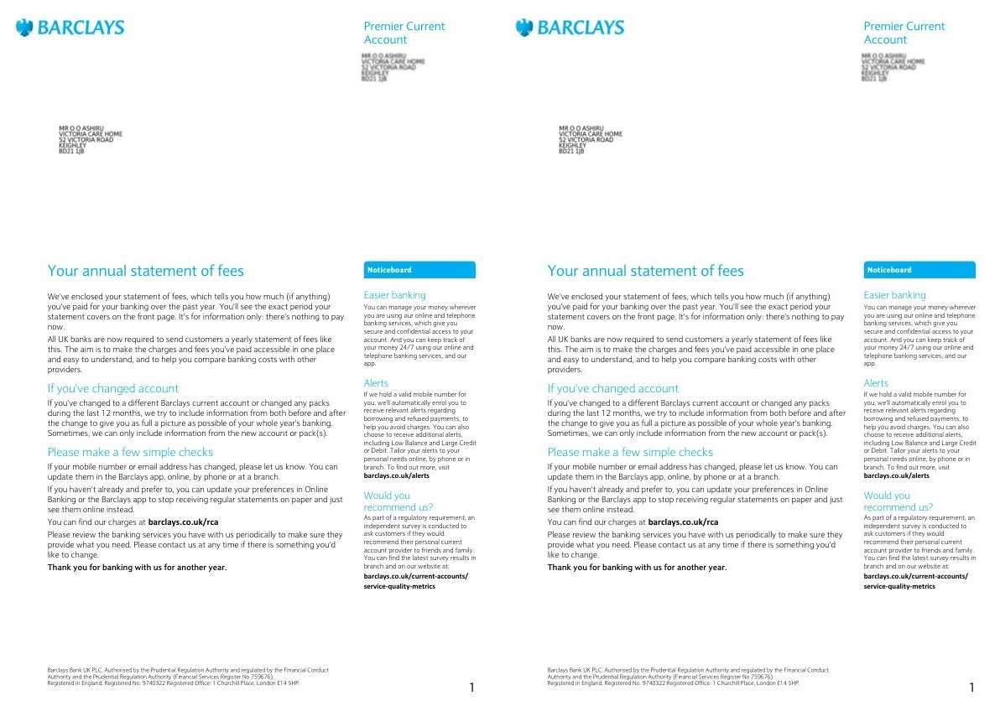 BARCLAYS
Premier Current
Account
MR O O ASHIRU
VICTORIA CARE HOME
52 VICTORIA ROAD
KEIGHLEY
BD21 1JB
MR O O ASHIRU
VICTORIA CARE HOME
52 VICTORIA ROAD
KEIGHLEY
BD21 1JB
Your annual statement of fees
We've enclosed your statement of fees, which tells you how much (if anything)
you've paid for your banking over the past year. You'll see the exact period your
statement covers on the front page. It's for information only: there's nothing to pay
now.
All UK banks are now required to send customers a yearly statement of fees like
this. The aim is to make the charges and fees you've paid accessible in one place
and easy to understand, and to help you compare banking costs with other
providers.
If you've changed account
If you've changed to a different Barclays current account or changed any packs
during the last 12 months, we try to include information from both before and after
the change to give you as full a picture as possible of your whole year's banking.
Sometimes, we can only include information from the new account or pack(s).
Please make a few simple checks
If your mobile number or email address has changed, please let us know. You can
update them in the Barclays app, online, by phone or at a branch.
If you haven't already and prefer to, you can update your preferences in Online
Banking or the Barclays app to stop receiving regular statements on paper and just
see them online instead.
You can find our charges at barclays.co.uk/rca
Please review the banking services you have with us periodically to make sure they
provide what you need. Please contact us at any time if there is something you'd
like to change.
Thank you for banking with us for another year.
Noticeboard
Easier banking
You can manage your money wherever
you are using our online and telephone
banking services, which give you
secure and confidential access to your
account. And you can keep track of
your money 24/7 using our online and
telephone banking services, and our
app.
Alerts
If we hold a valid mobile number for
you, we'll automatically enrol you to
receive relevant alerts regarding
borrowing and refused payments, to
help you avoid charges. You can also
choose to receive additional alerts,
including Low Balance and Large Credit
or Debit. Tailor your alerts to your
personal needs online, by phone or in
branch. To find out more, visit
barclays.co.uk/alerts
Would you
recommend us?
As part of a regulatory requirement, an
independent survey is conducted to
ask customers if they would
recommend their personal current
account provider to friends and family.
You can find the latest survey results in
branch and on our website at:
barclays.co.uk/current-accounts/
service-quality-metrics
Barclays Bank UK PLC. Authorised by the Prudential Regulation Authority and regulated by the Financial Conduct
Authority and the Prudential Regulation Authority (Financial Services Register No 759676).
Registered in England. Registered No. 9740322 Registered Office: 1 Churchill Place, London E14 5HP.
1
BARCLAYS
Premier Current
Account
MR O O ASHIRU
VICTORIA CARE HOME
52 VICTORIA ROAD
KEIGHLEY
BD21 1JB
MR O O ASHIRU
VICTORIA CARE HOME
52 VICTORIA ROAD
KEIGHLEY
BD21 1JB
Your annual statement of fees
We've enclosed your statement of fees, which tells you how much (if anything)
you've paid for your banking over the past year. You'll see the exact period your
statement covers on the front page. It's for information only: there's nothing to pay
now.
All UK banks are now required to send customers a yearly statement of fees like
this. The aim is to make the charges and fees you've paid accessible in one place
and easy to understand, and to help you compare banking costs with other
providers.
If you've changed account
If you've changed to a different Barclays current account or changed any packs
during the last 12 months, we try to include information from both before and after
the change to give you as full a picture as possible of your whole year's banking.
Sometimes, we can only include information from the new account or pack(s).
Please make a few simple checks
If your mobile number or email address has changed, please let us know. You can
update them in the Barclays app, online, by phone or at a branch.
If you haven't already and prefer to, you can update your preferences in Online
Banking or the Barclays app to stop receiving regular statements on paper and just
see them online instead.
You can find our charges at barclays.co.uk/rca
Please review the banking services you have with us periodically to make sure they
provide what you need. Please contact us at any time if there is something you'd
like to change.
Thank you for banking with us for another year.
Noticeboard
Easier banking
You can manage your money wherever
you are using our online and telephone
banking services, which give you
secure and confidential access to your
account. And you can keep track of
your money 24/7 using our online and
telephone banking services, and our
app.
Alerts
If we hold a valid mobile number for
you, we'll automatically enrol you to
receive relevant alerts regarding
borrowing and refused payments, to
help you avoid charges. You can also
choose to receive additional alerts,
including Low Balance and Large Credit
or Debit. Tailor your alerts to your
personal needs online, by phone or in
branch. To find out more, visit
barclays.co.uk/alerts
Would you
recommend us?
As part of a regulatory requirement, an
independent survey is conducted to
ask customers if they would
recommend their personal current
account provider to friends and family.
You can find the latest survey results in
branch and on our website at:
barclays.co.uk/current-accounts/
service-quality-metrics
Barclays Bank UK PLC. Authorised by the Prudential Regulation Authority and regulated by the Financial Conduct
Authority and the Prudential Regulation Authority (Financial Services Register No 759676).
Registered in England. Registered No. 9740322 Registered Office: 1 Churchill Place, London E14 5HP.
1